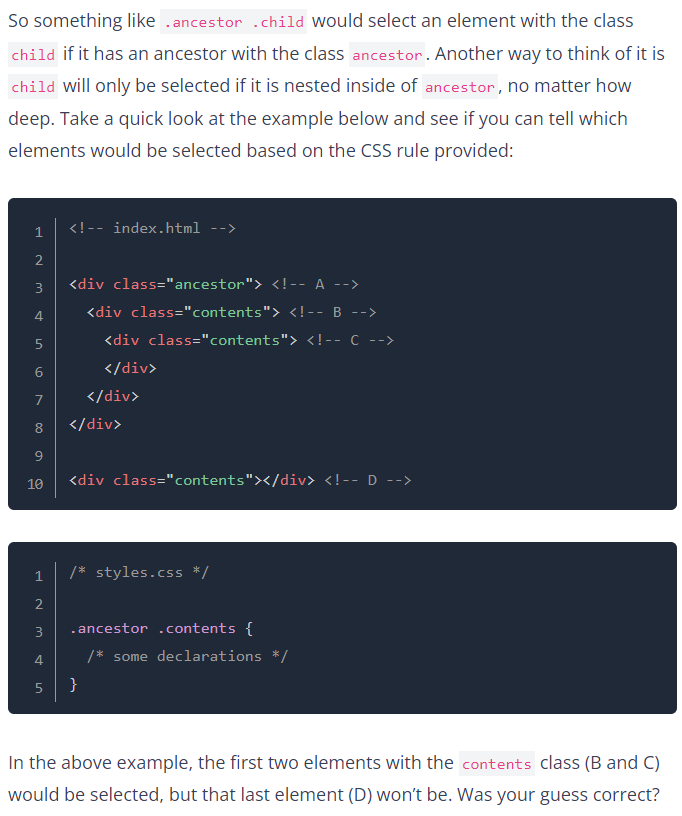 So something like .ancestor .child would select an element with the class
child if it has an ancestor with the class ancestor. Another way to think of it is
child will only be selected if it is nested inside of ancestor, no matter how
deep. Take a quick look at the example below and see if you can tell which
elements would be selected based on the CSS rule provided:
1 <!-- index.html -->
2
3 <div class="ancestor"> <!-- A -->
4   <div class="contents"> <!-- B -->
5     <div class="contents"> <!-- C -->
6     </div>
7   </div>
8 </div>
9
10 <div class="contents"></div> <!-- D -->
1 /* styles.css */
2
3 .ancestor .contents {
4   /* some declarations */
5 }
In the above example, the first two elements with the contents class (B and C)
would be selected, but that last element (D) won’t be. Was your guess correct?